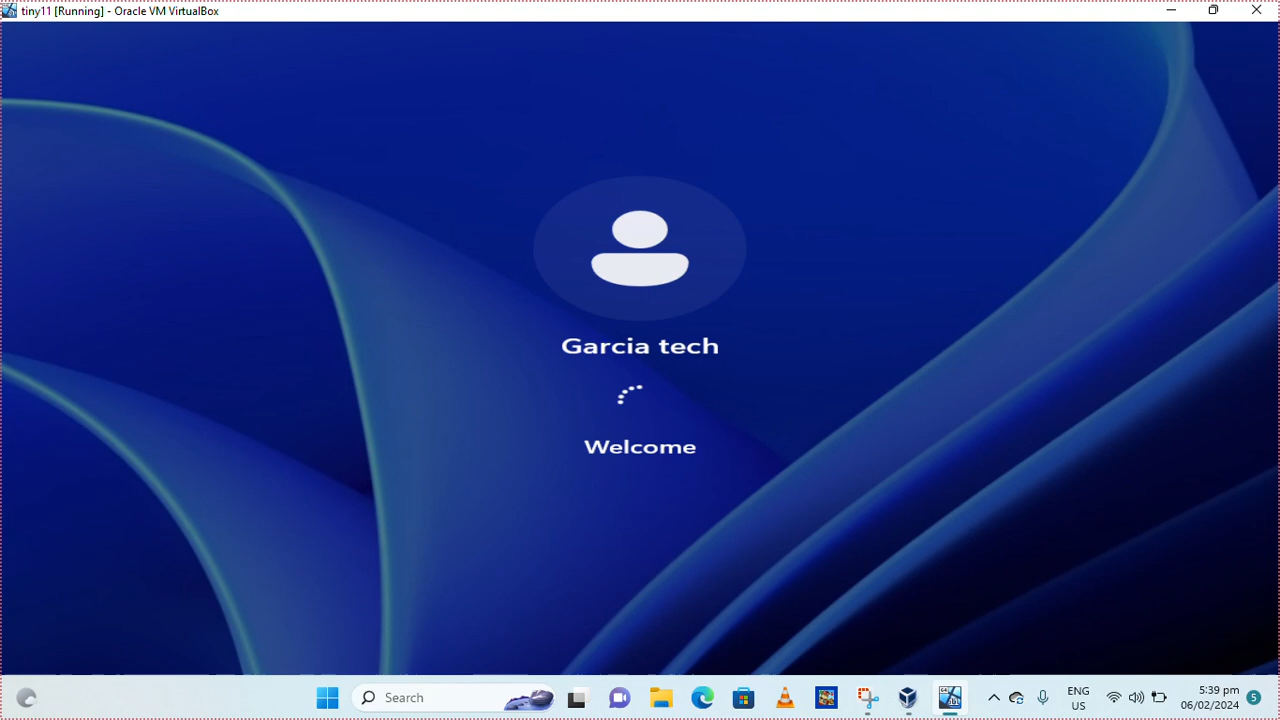 tiny11 [Running] - Oracle VM VirtualBox
Garcia tech
Welcome
Search
ENG
US
5:39 pm
06/02/2024
5